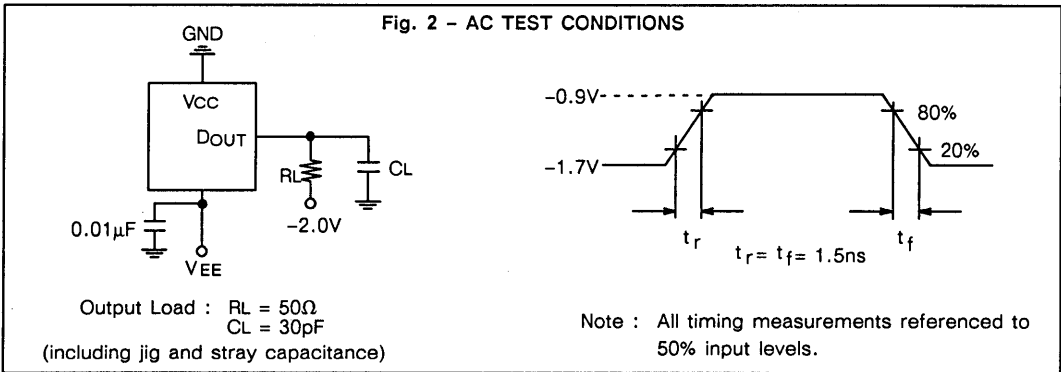 Fig. 2 – AC TEST CONDITIONS
GND
VCC
DOUT
RL
CL
–2.0V
0.01µF
VEE
Output Load : RL = 50Ω
CL = 30pF
(including jig and stray capacitance)
–0.9V
80%
20%
–1.7V
tr
tf
tr= tf= 1.5ns
Note : All timing measurements referenced to
50% input levels.